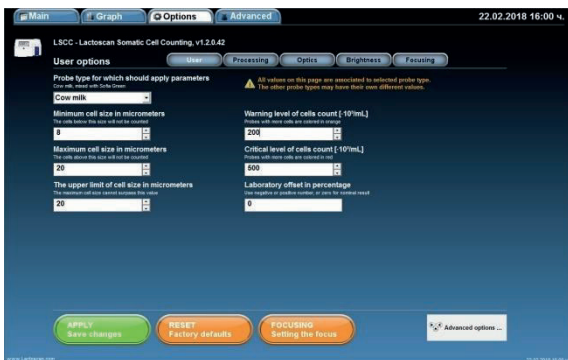 Main
Graph
Options
Advanced
22.02.2018 16:00 ч.
LSCC - Lactoscan Somatic Cell Counting, v1.2.0.42
User options
User
Processing
Optics
Brightness
Focusing
Probe type for which should apply parameters
Cow milk, mixed with Sofia Green
Cow milk
All values on this page are associated to selected probe type.
The other probe types may have their own different values.
Minimum cell size in micrometers
The cells below this size will not be counted
8
Warning level of cells count [·10³/mL]
Probes with more cells are colored in orange
200
Maximum cell size in micrometers
The cells above this size will not be counted
20
Critical level of cells count [·10³/mL]
Probes with more cells are colored in red
500
The upper limit of cell size in micrometers
The maximum cell size cannot surpass this value
20
Laboratory offset in percentage
Use negative or positive number, or zero for nominal result
0
APPLY
Save changes
RESET
Factory defaults
FOCUSING
Setting the focus
Advanced options ...
www.lactoscan.com